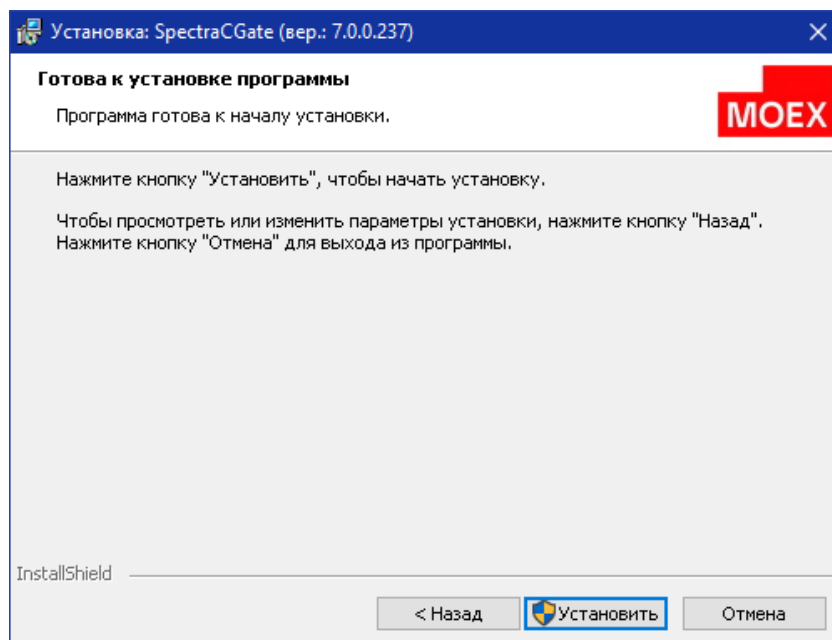 Установка: SpectraCGate (вер.: 7.0.0.237)
Готова к установке программы
Программа готова к началу установки.
MOEX
Нажмите кнопку "Установить", чтобы начать установку.
Чтобы просмотреть или изменить параметры установки, нажмите кнопку "Назад".
Нажмите кнопку "Отмена" для выхода из программы.
InstallShield
< Назад
Установить
Отмена